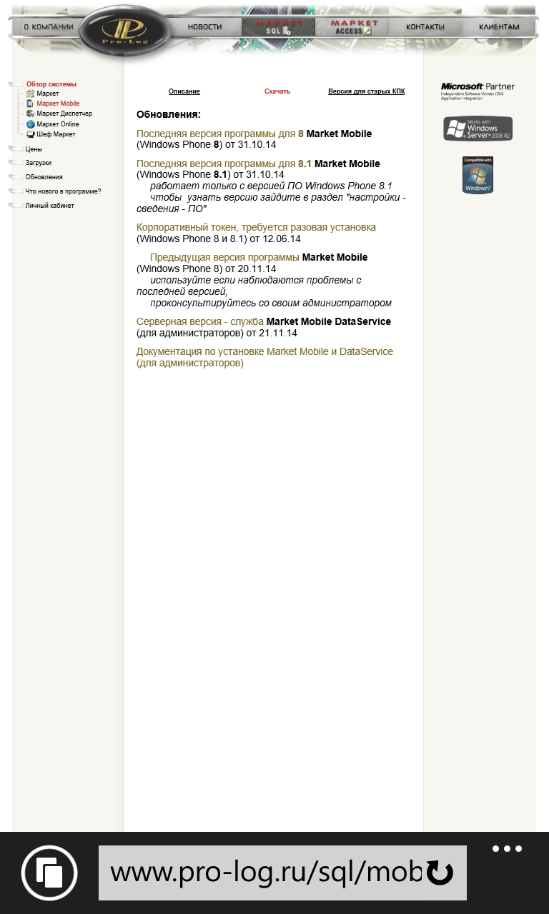 О КОМПАНИИ
Pro-Log
НОВОСТИ
МАРКЕТ
SQL
МАРКЕТ
ACCESS
КОНТАКТЫ
КЛИЕНТАМ
Обзор системы
Маркет
Маркет Mobile
Маркет Диспетчер
Маркет Online
Шеф Маркет
Цены
Загрузки
Обновления
Что нового в программе?
Личный кабинет
Описание
Скачать
Версия для старых КПК
Обновления:
Последняя версия программы для 8 Market Mobile
(Windows Phone 8) от 31.10.14
Последняя версия программы для 8.1 Market Mobile
(Windows Phone 8.1) от 31.10.14
работает только с версией ПО Windows Phone 8.1
чтобы узнать версию зайдите в раздел "настройки -
сведения - ПО"
Корпоративный токен, требуется разовая установка
(Windows Phone 8 и 8.1) от 12.06.14
Предыдущая версия программы Market Mobile
(Windows Phone 8) от 20.11.14
используйте если наблюдаются проблемы с
последней версией,
проконсультируйтесь со своим администратором
Серверная версия - служба Market Mobile DataService
(для администраторов) от 21.11.14
Документация по установке Market Mobile и DataService
(для администраторов)
Microsoft Partner
Independent Software Vendor (ISV)
Application Integration
Works with
Windows
Server 2008 R2
Compatible with
Windows 7
www.pro-log.ru/sql/mob